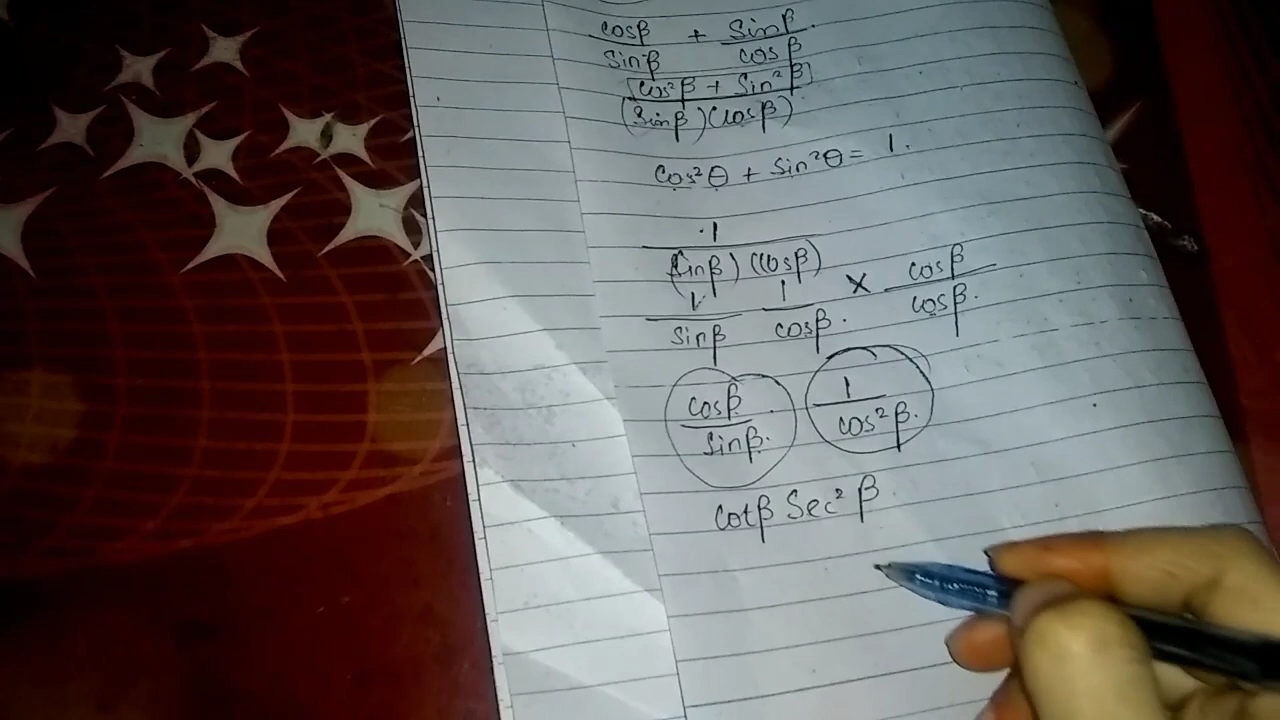 cosβ/sinβ + sinβ/cosβ.
[cos²β + sin²β]/(sinβ)(cosβ)
cos²θ + sin²θ = 1.
1/(sinβ)(cosβ)
1/sinβ 1/cosβ. × cosβ/cosβ.
cosβ/sinβ. 1/cos²β.
cotβ sec²β